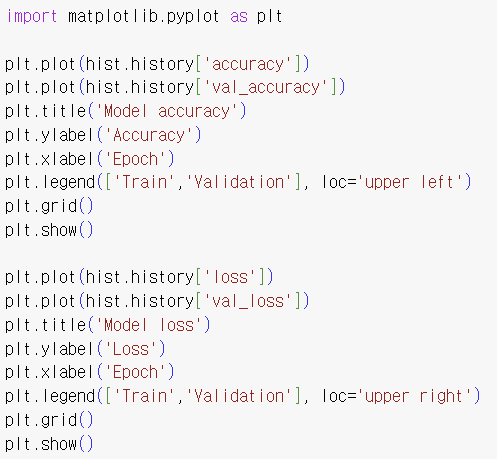 import matplotlib.pyplot as plt

plt.plot(hist.history['accuracy'])
plt.plot(hist.history['val_accuracy'])
plt.title('Model accuracy')
plt.ylabel('Accuracy')
plt.xlabel('Epoch')
plt.legend(['Train','Validation'], loc='upper left')
plt.grid()
plt.show()

plt.plot(hist.history['loss'])
plt.plot(hist.history['val_loss'])
plt.title('Model loss')
plt.ylabel('Loss')
plt.xlabel('Epoch')
plt.legend(['Train','Validation'], loc='upper right')
plt.grid()
plt.show()